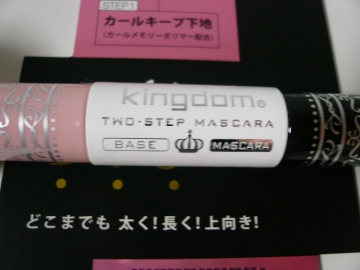 STEP1
カールキープ下地
(カールメモリーポリマー配合)
kingdom®
TWO-STEP MASCARA
BASE MASCARA
どこまでも 太く!長く!上向き!